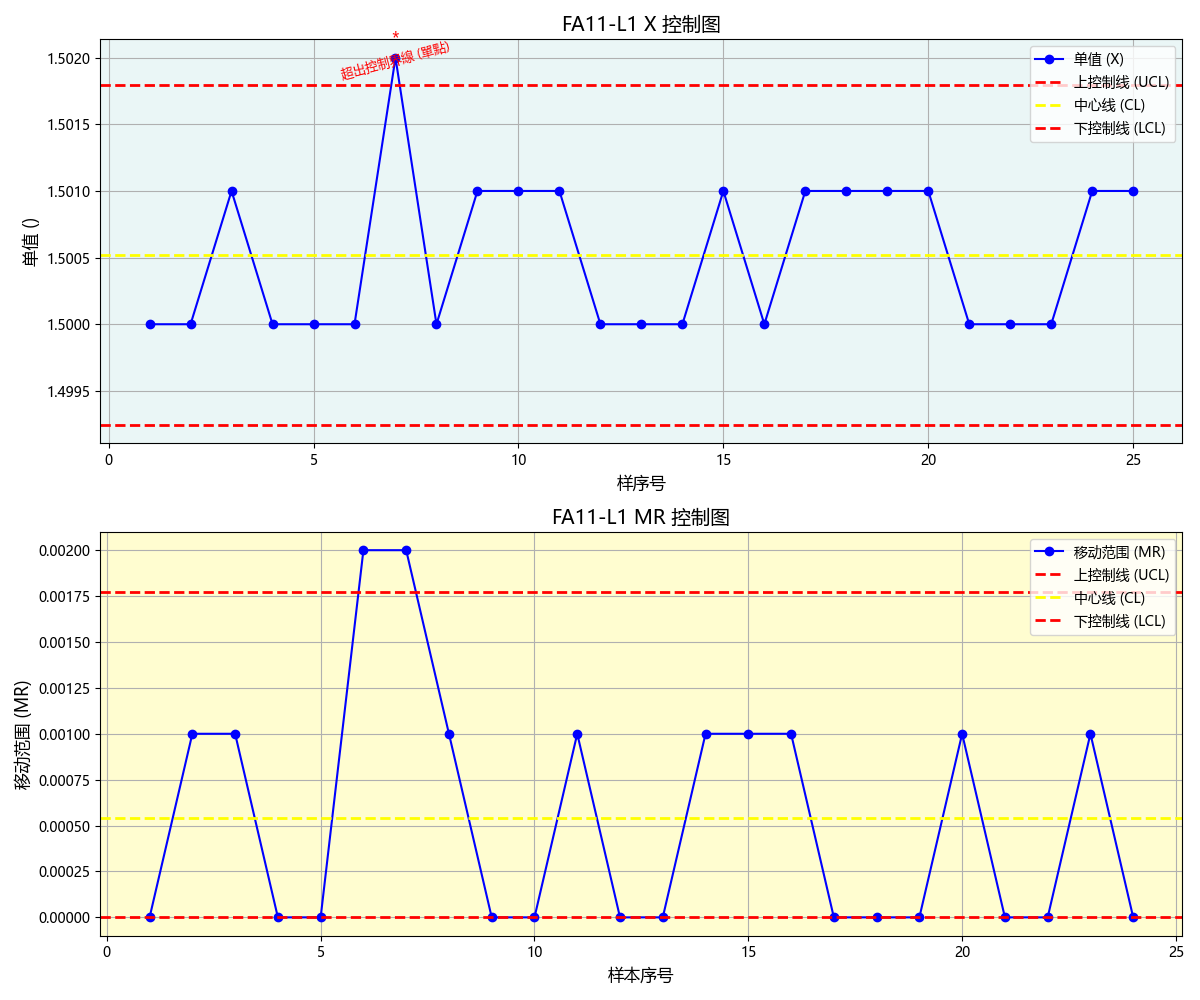 FA11-L1 X 控制图
*
超出控制界線 (單點)
单值 (X)
上控制线 (UCL)
中心线 (CL)
下控制线 (LCL)
单值 ()
1.5020
1.5015
1.5010
1.5005
1.5000
1.4995
0 5 10 15 20 25
样序号
FA11-L1 MR 控制图
移动范围 (MR)
上控制线 (UCL)
中心线 (CL)
下控制线 (LCL)
移动范围 (MR)
0.00200
0.00175
0.00150
0.00125
0.00100
0.00075
0.00050
0.00025
0.00000
0 5 10 15 20 25
样本序号